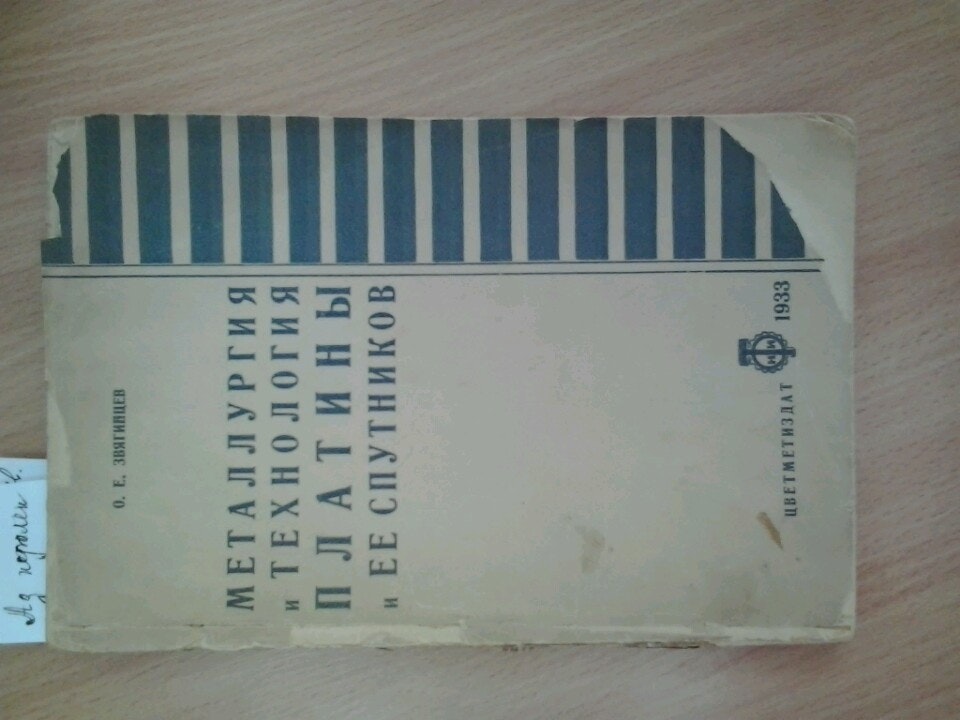 О. Е. ЗВЯГИНЦЕВ
МЕТАЛЛУРГИЯ
и ТЕХНОЛОГИЯ
ПЛАТИНЫ
и ЕЕ СПУТНИКОВ
ЦВЕТМЕТИЗДАТ 1933